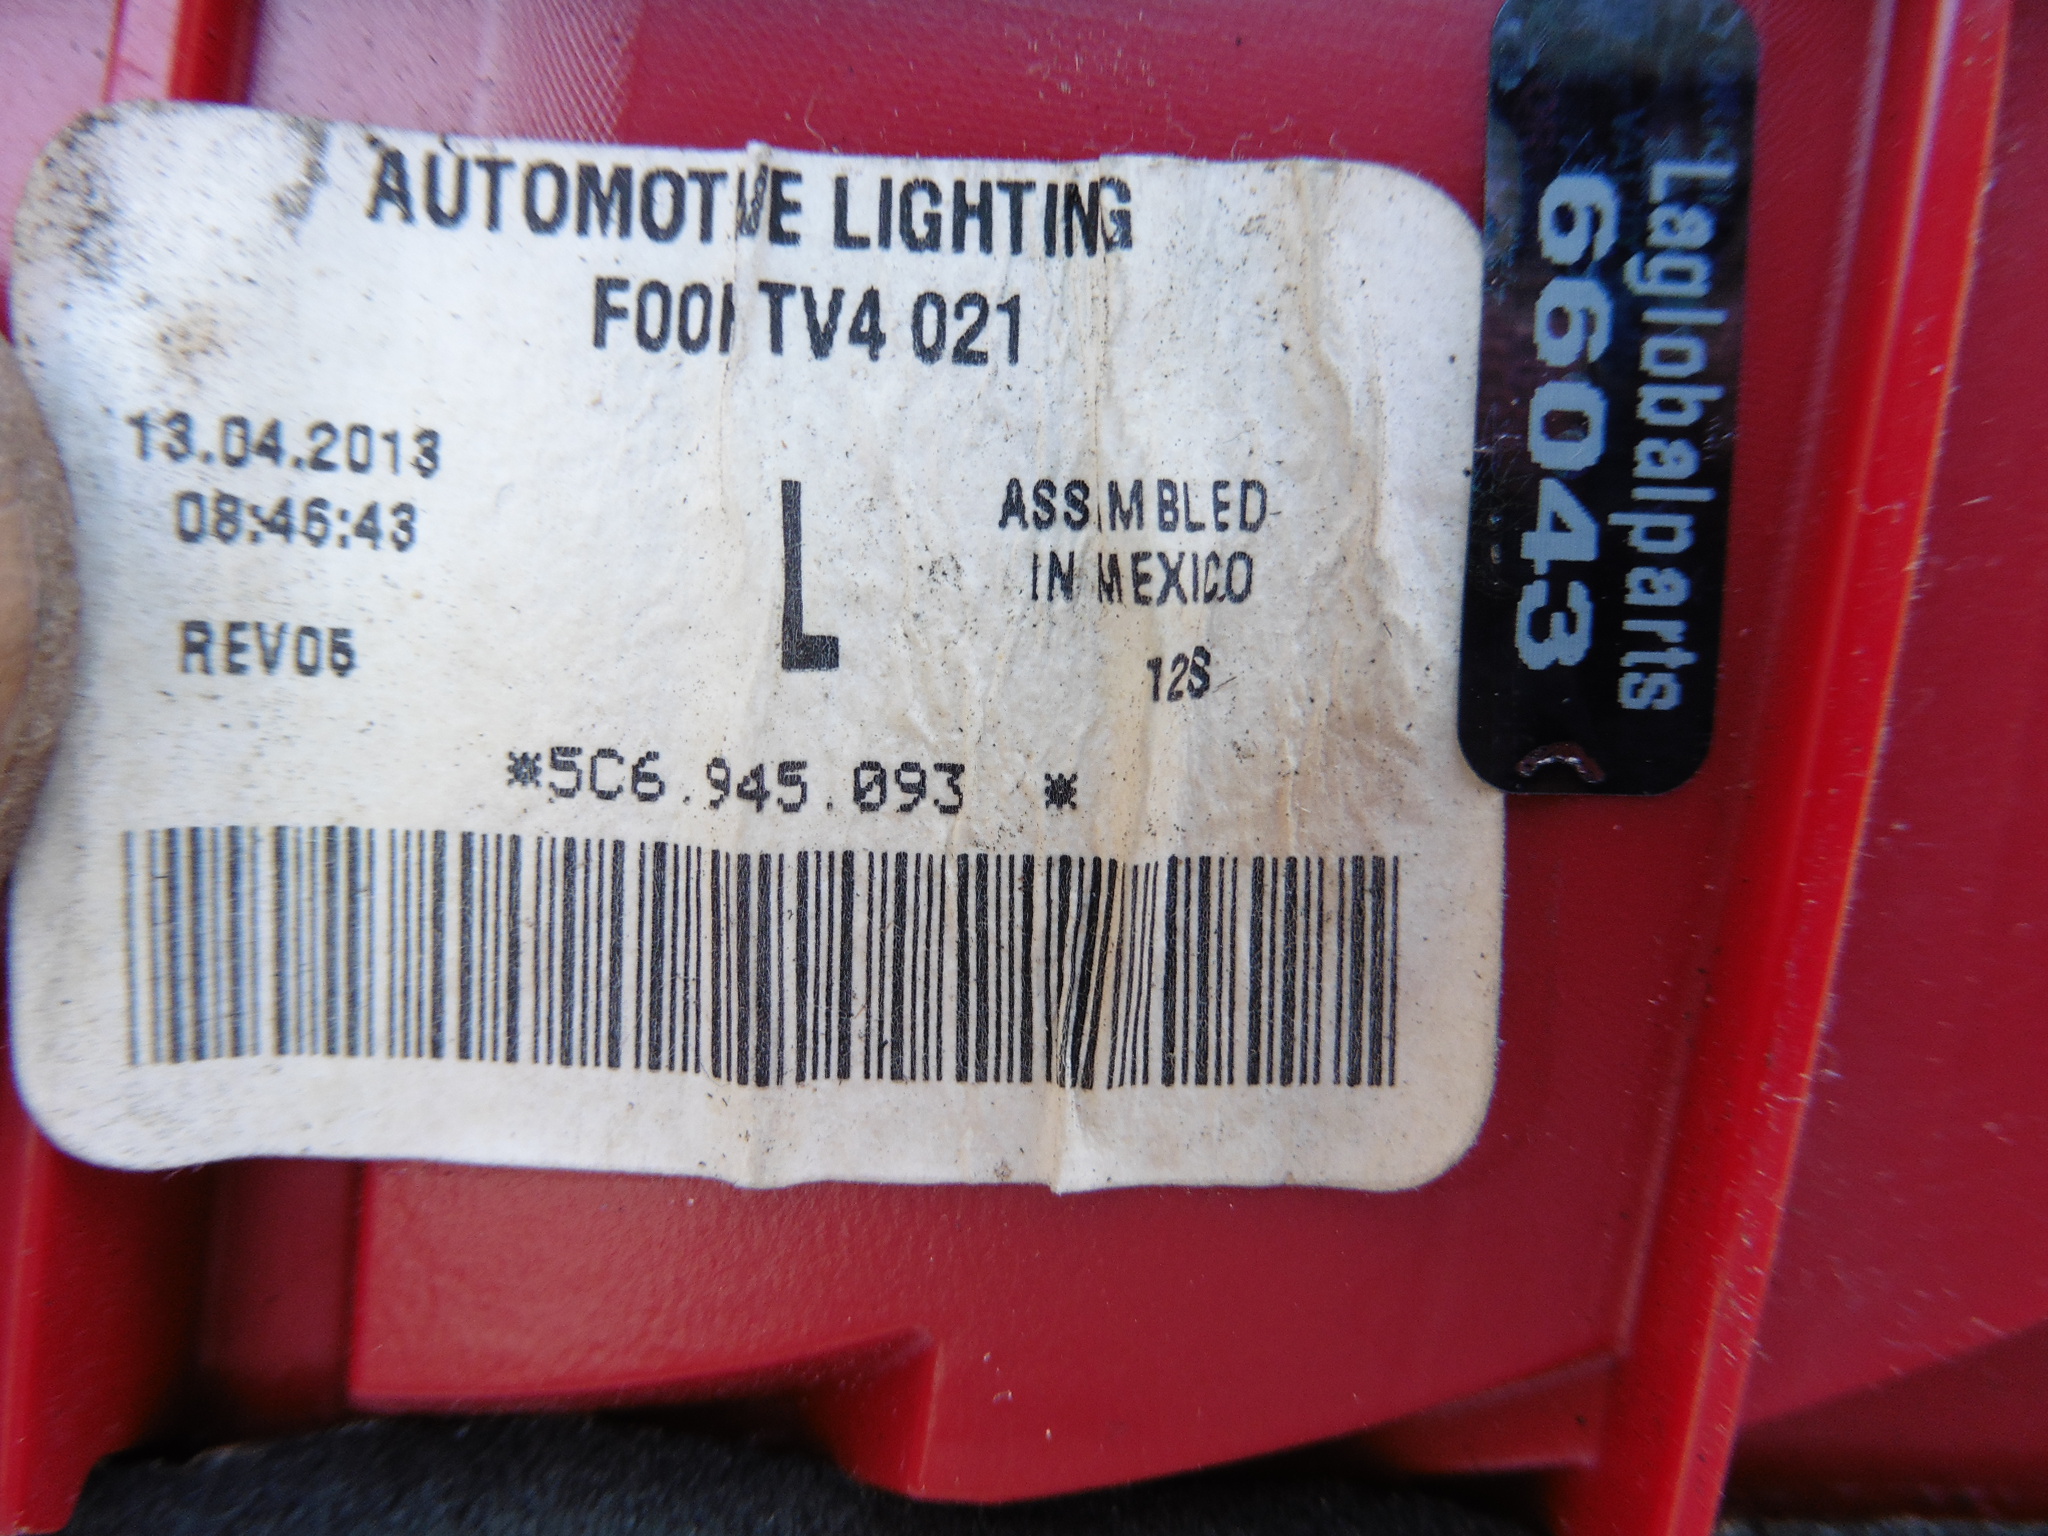 AUTOMOTIVE LIGHTING
TV4 021
13.04.2013
08:46:43
REV05
L
ASSEMBLED
IN MEXICO
*5C6.945.093 *
Laglobalparts
66043